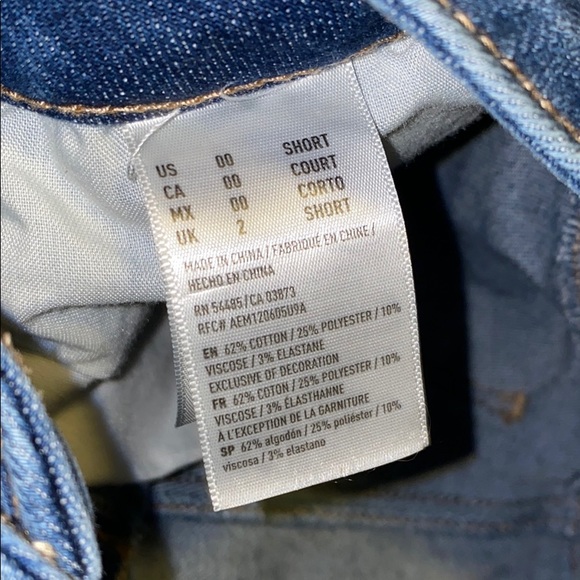 US 00 SHORT
CA 00 COURT
MX 00 CORTO
UK 2 SHORT
MADE IN CHINA / FABRIQUÉ EN CHINE /
HECHO EN CHINA
RN 54485 / CA 03873
RFC# AEM120605U9A
EN 62% COTTON / 25% POLYESTER / 10%
VISCOSE / 3% ELASTANE
EXCLUSIVE OF DECORATION
FR 62% COTON / 25% POLYESTER / 10%
VISCOSE / 3% ÉLASTHANNE
À L'EXCEPTION DE LA GARNITURE
SP 62% algodón / 25% poliéster / 10%
viscosa / 3% elastano